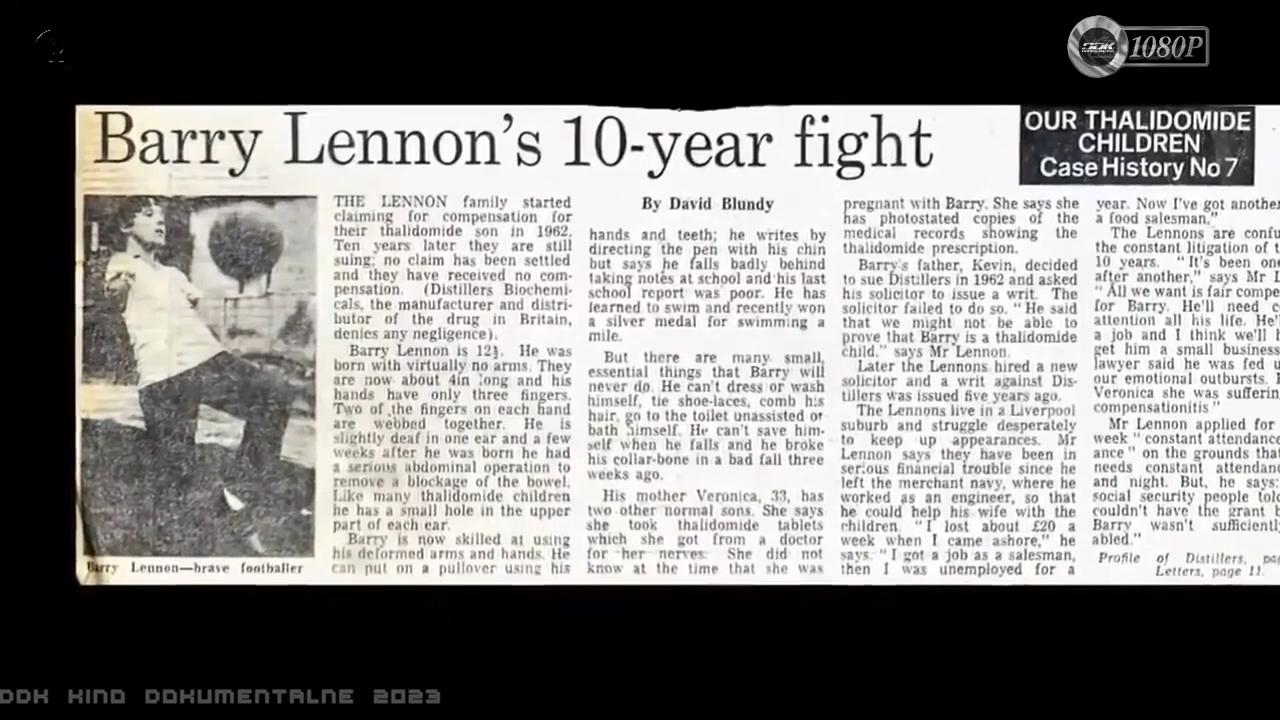 1080P
Barry Lennon's 10-year fight
OUR THALIDOMIDE
CHILDREN
Case History No 7
THE LENNON family started
claiming for compensation for
their thalidomide son in 1962.
Ten years later they are still
suing; no claim has been settled
and they have received no com-
pensation. (Distillers Biochemi-
cals, the manufacturer and distri-
butor of the drug in Britain,
denies any negligence).
Barry Lennon is 12½. He was
born with virtually no arms. They
are now about 4in long and his
hands have only three fingers.
Two of the fingers on each hand
are webbed together. He is
slightly deaf in one ear and a few
weeks after he was born he had
a serious abdominal operation to
remove a blockage of the bowel.
Like many thalidomide children
he has a small hole in the upper
part of each ear.
Barry is now skilled at using
his deformed arms and hands. He
can put on a pullover using his
Barry Lennon—brave footballer
By David Blundy
hands and teeth; he writes by
directing the pen with his chin
but says he falls badly behind
taking notes at school and his last
school report was poor. He has
learned to swim and recently won
a silver medal for swimming a
mile.
But there are many small,
essential things that Barry will
never do. He can't dress or wash
himself, tie shoe-laces, comb his
hair, go to the toilet unassisted or
bath himself. He can't save him-
self when he falls and he broke
his collar-bone in a bad fall three
weeks ago.
His mother Veronica, 33, has
two other normal sons. She says
she took thalidomide tablets
which she got from a doctor
for her nerves. She did not
know at the time that she was
pregnant with Barry. She says she
has photostated copies of the
medical records showing the
thalidomide prescription.
Barry's father, Kevin, decided
to sue Distillers in 1962 and asked
his solicitor to issue a writ. The
solicitor failed to do so. "He said
that we might not be able to
prove that Barry is a thalidomide
child," says Mr Lennon.
Later the Lennons hired a new
solicitor and a writ against Dis-
tillers was issued five years ago.
The Lennons live in a Liverpool
suburb and struggle desperately
to keep up appearances. Mr
Lennon says they have been in
serious financial trouble since he
left the merchant navy, where he
worked as an engineer, so that
he could help his wife with the
children. "I lost about £20 a
week when I came ashore," he
says. "I got a job as a salesman,
then I was unemployed for a
year. Now I've got another
a food salesman."
The Lennons are confu
the constant litigation of t
10 years. "It's been one
after another," says Mr L
"All we want is fair compe
for Barry. He'll need c
attention all his life. He'l
a job and I think we'll t
get him a small business
lawyer said he was fed u
our emotional outbursts. H
Veronica she was sufferin
compensationitis"
Mr Lennon applied for
week "constant attendanc
ance" on the grounds that
needs constant attendan
and night. But, he says:
social security people tol
couldn't have the grant b
Barry wasn't sufficientl
abled."
Profile of Distillers, pag
Letters, page 11.
DDK KINO DOKUMENTALNE 2023